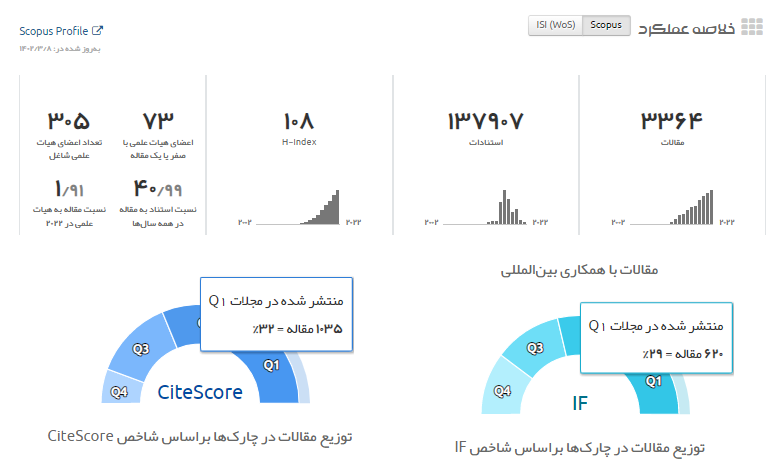 خلاصه عملکرد
Scopus
ISI (WoS)
Scopus Profile
به‌روز شده در: ۱۴۰۲/۳/۸
۳۳۶۴
مقالات
۲۰۰۲
۲۰۲۲
۱۳۷۹۰۷
استنادات
۲۰۰۲
۲۰۲۲
۱۰۸
H-Index
۲۰۰۲
۲۰۲۲
۷۳
اعضای هیات علمی با
صفر یا یک مقاله
۳۰۵
تعداد اعضای هیات
علمی شاغل
۴۰/۹۹
نسبت استناد به مقاله
در همه سال‌ها
۱/۹۱
نسبت مقاله به هیات
علمی در ۲۰۲۲
مقالات با همکاری بین‌المللی
منتشر شده در مجلات Q۱
۶۲۰ مقاله = ۲۹٪
Q3
Q4
Q1
IF
توزیع مقالات در چارک‌ها براساس شاخص IF
منتشر شده در مجلات Q۱
۱۰۳۵ مقاله = ۳۲٪
Q3
Q4
Q1
CiteScore
توزیع مقالات در چارک‌ها براساس شاخص CiteScore